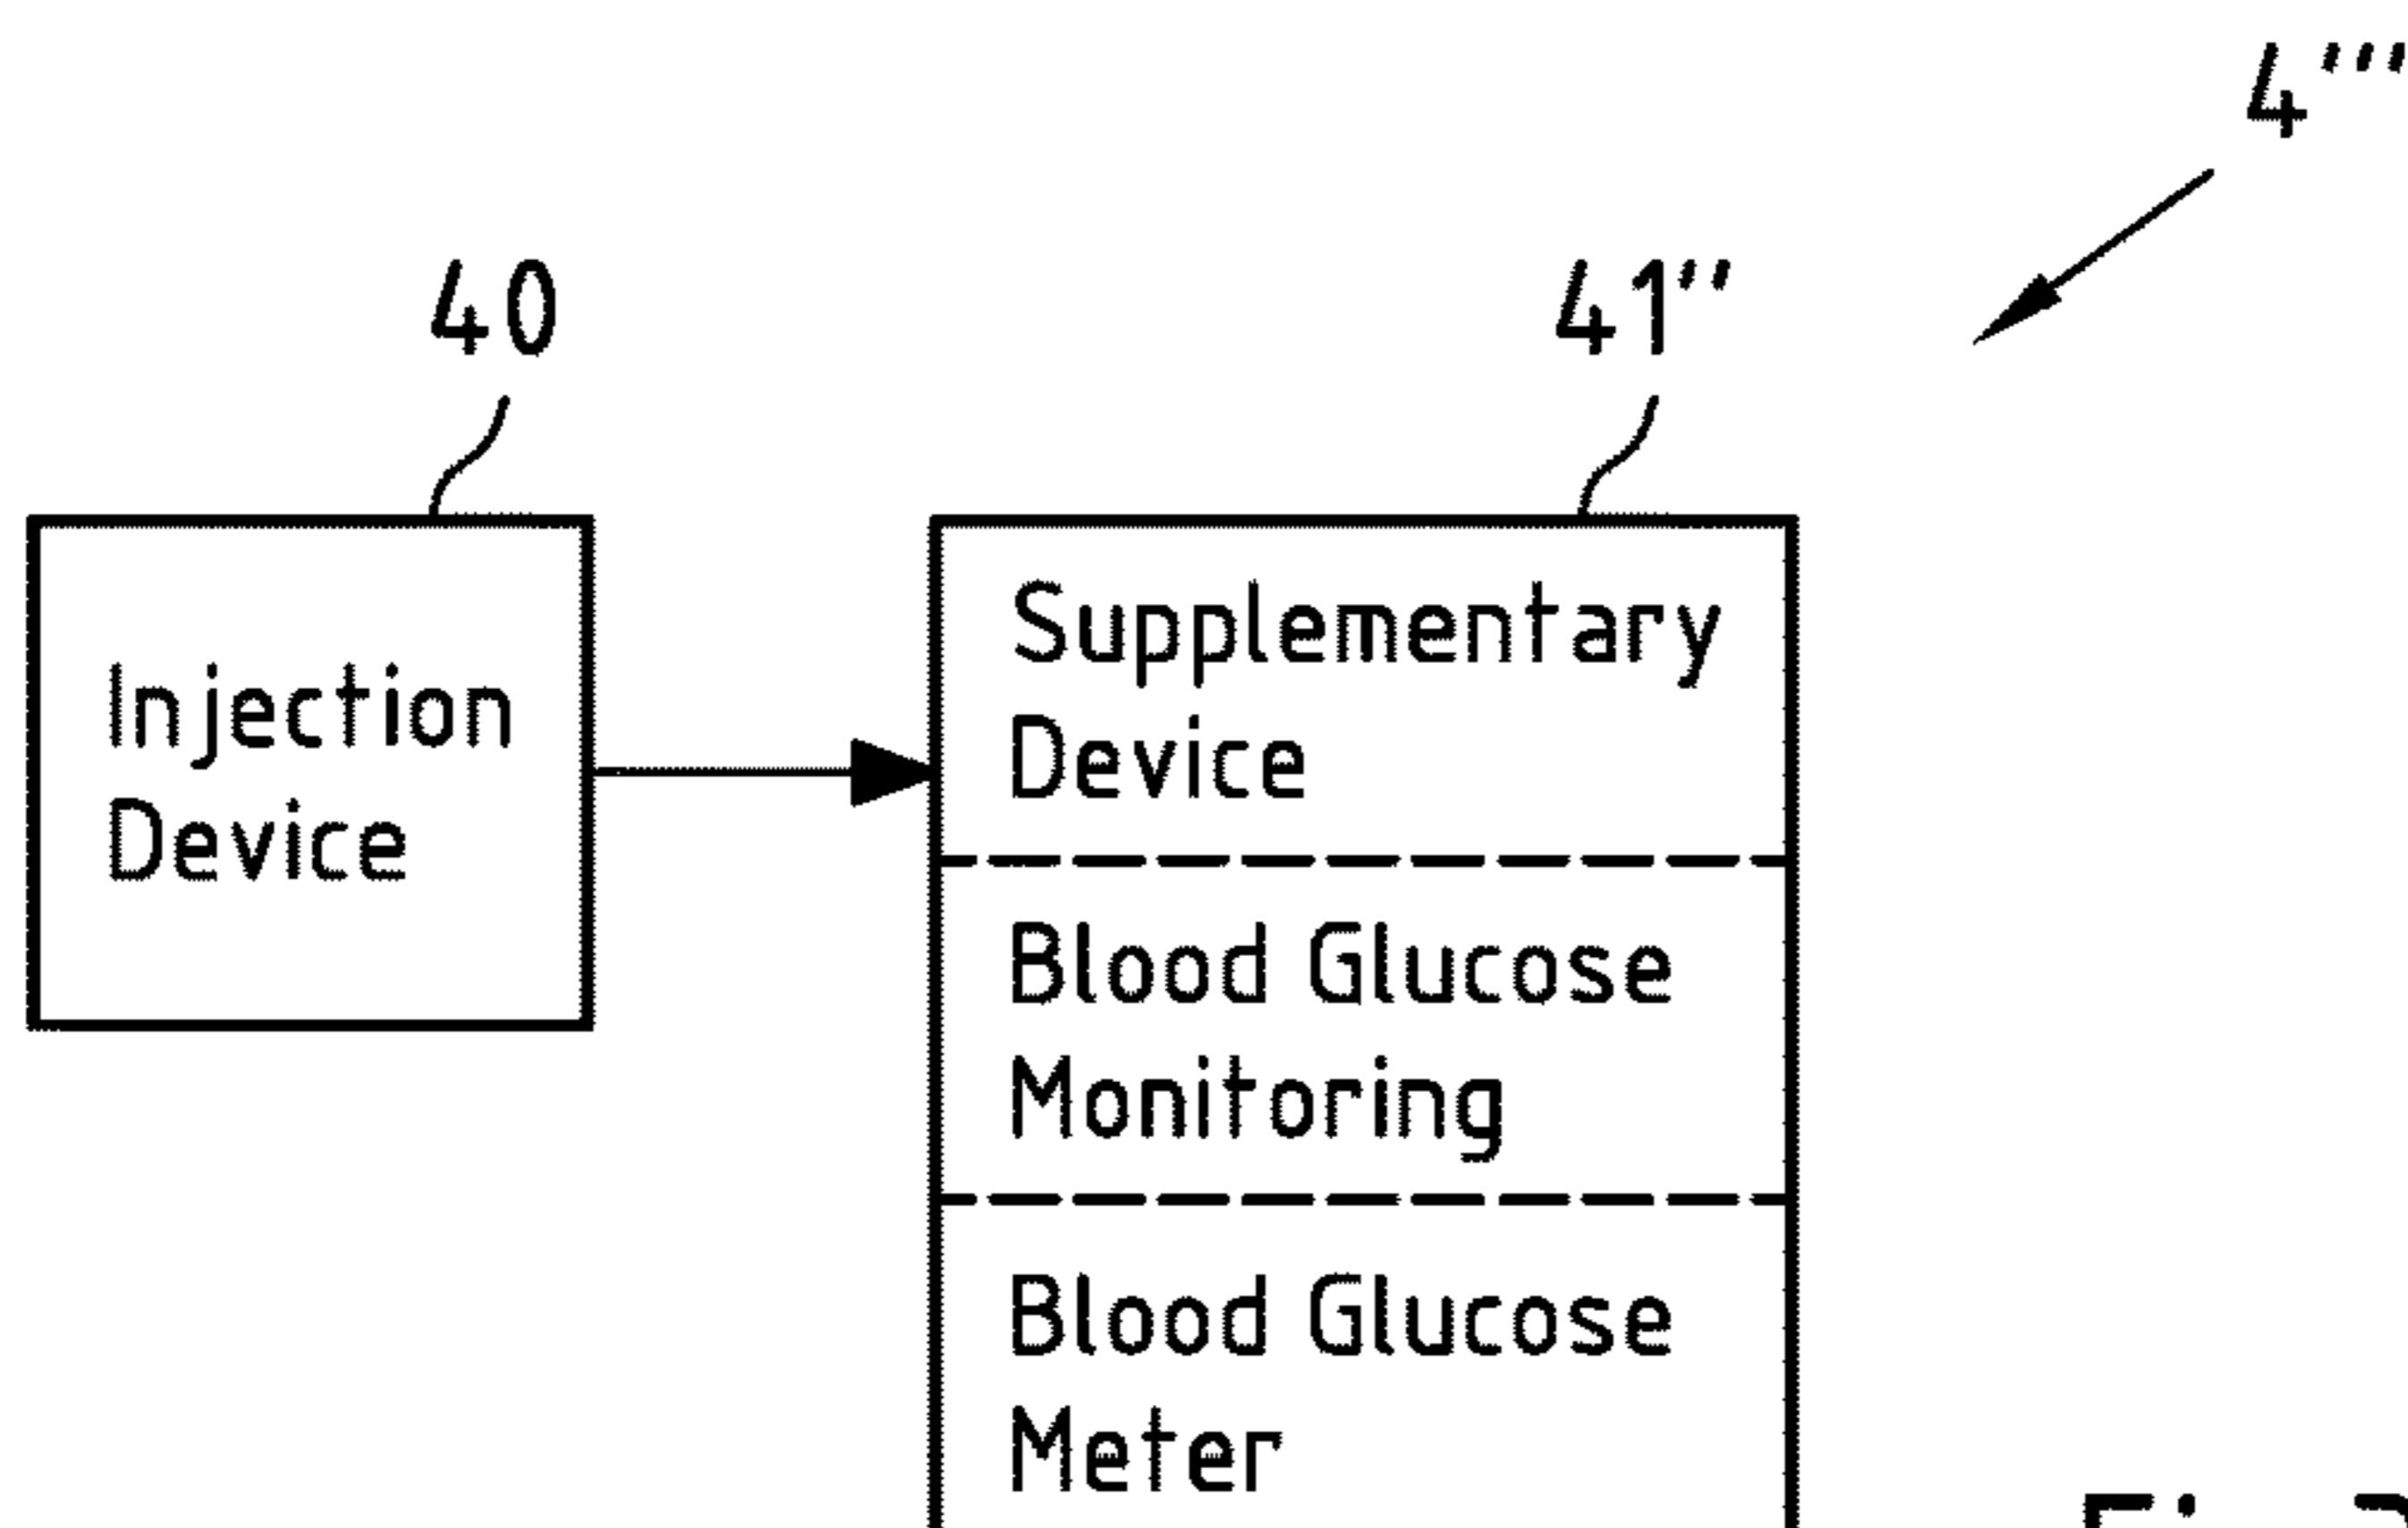 4'''
40
41''
Injection
Device
Supplementary
Device
Blood Glucose
Monitoring
Blood Glucose
Meter